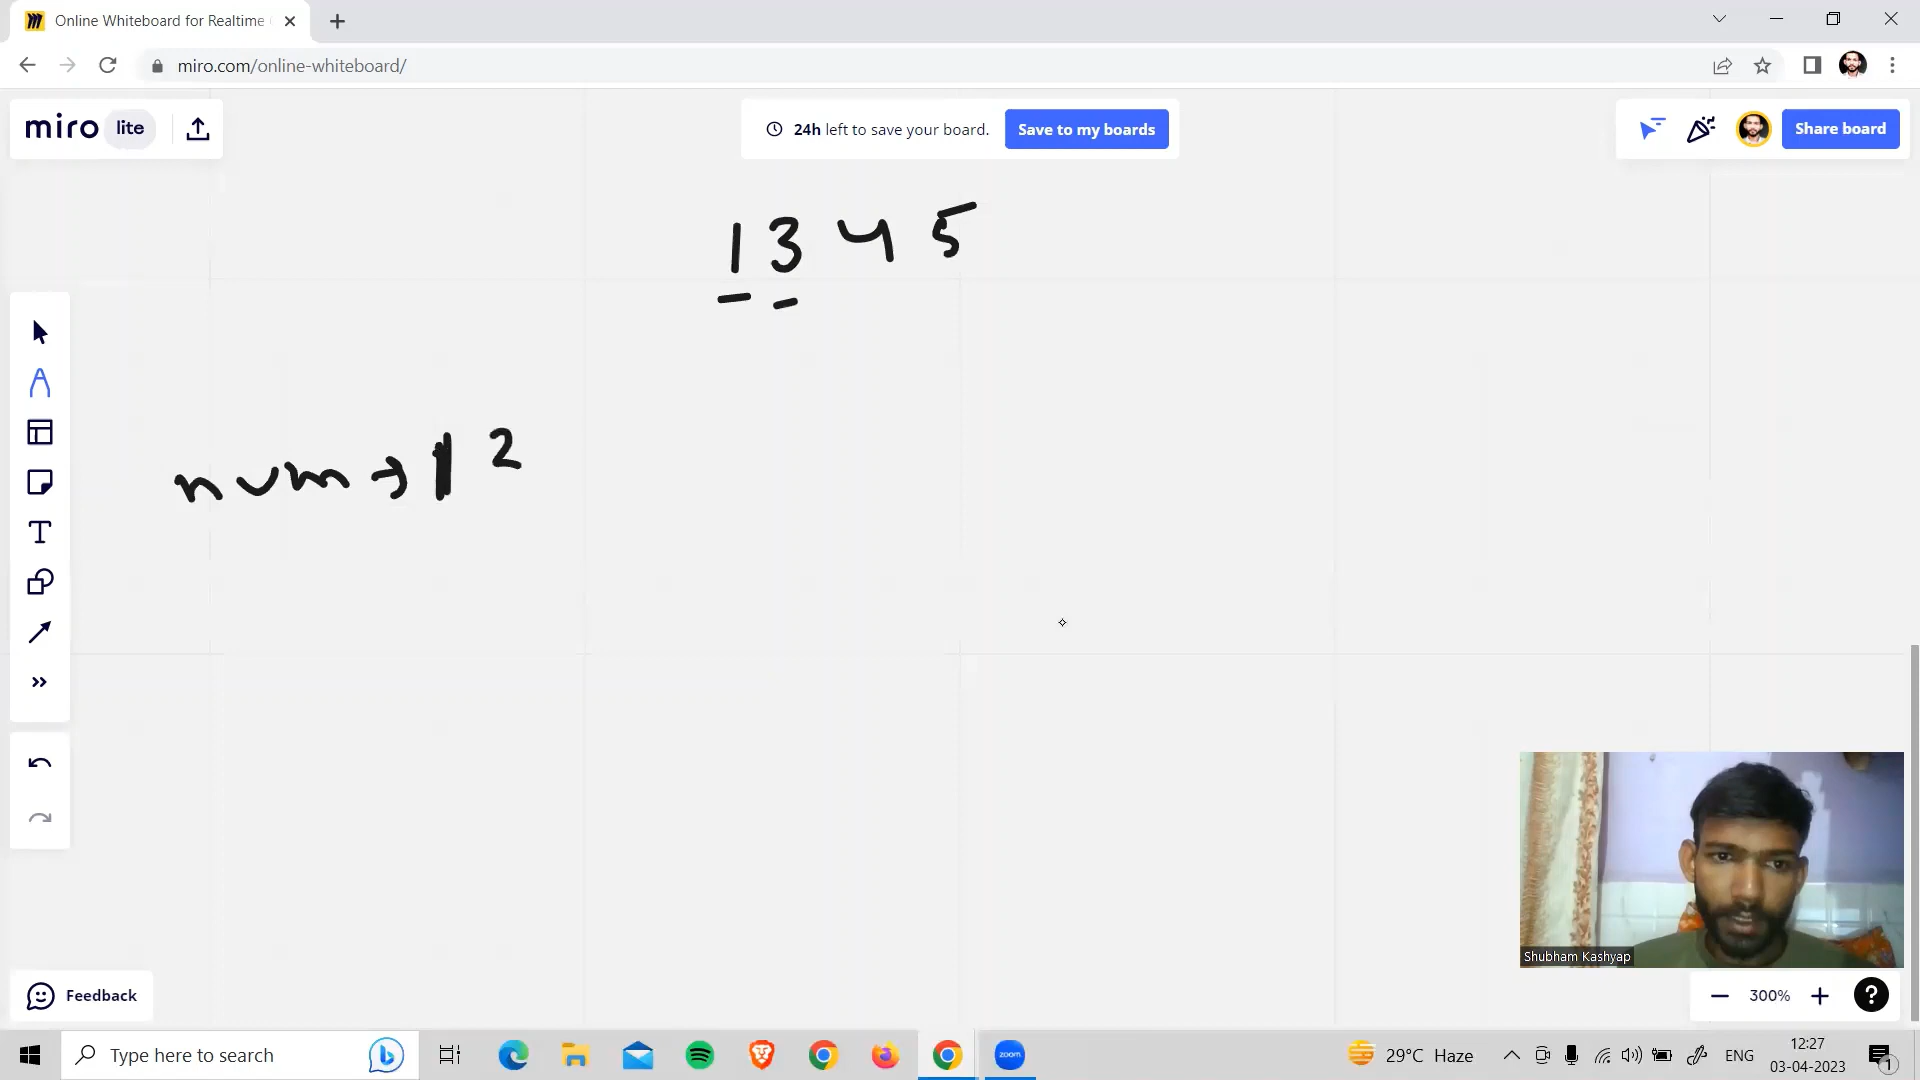 Online Whiteboard for Realtime
miro.com/online-whiteboard/
miro lite
24h left to save your board.
Save to my boards
Share board
1 3 4 5
num → 1 2
T
Shubham Kashyap
Feedback
300%
?
Type here to search
zoom
29°C Haze
ENG
12:27
03-04-2023
1